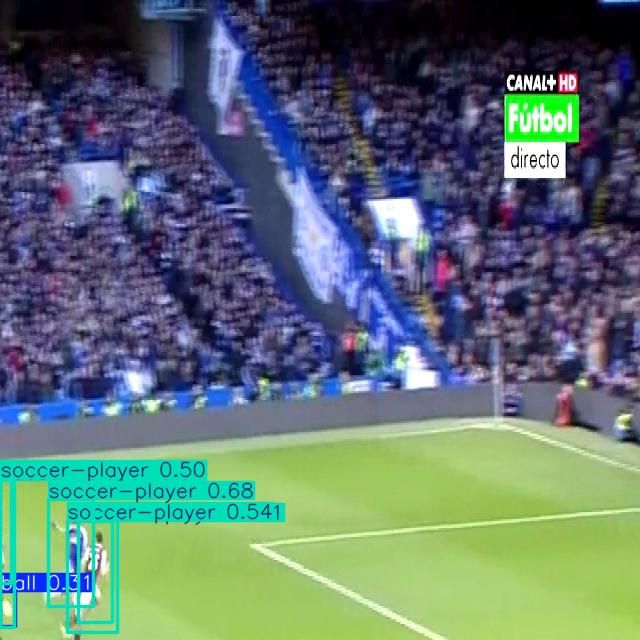 CANAL+ HD
Fútbol
directo
soccer-player 0.50
soccer-player 0.68
soccer-player 0.541
ball 0.31